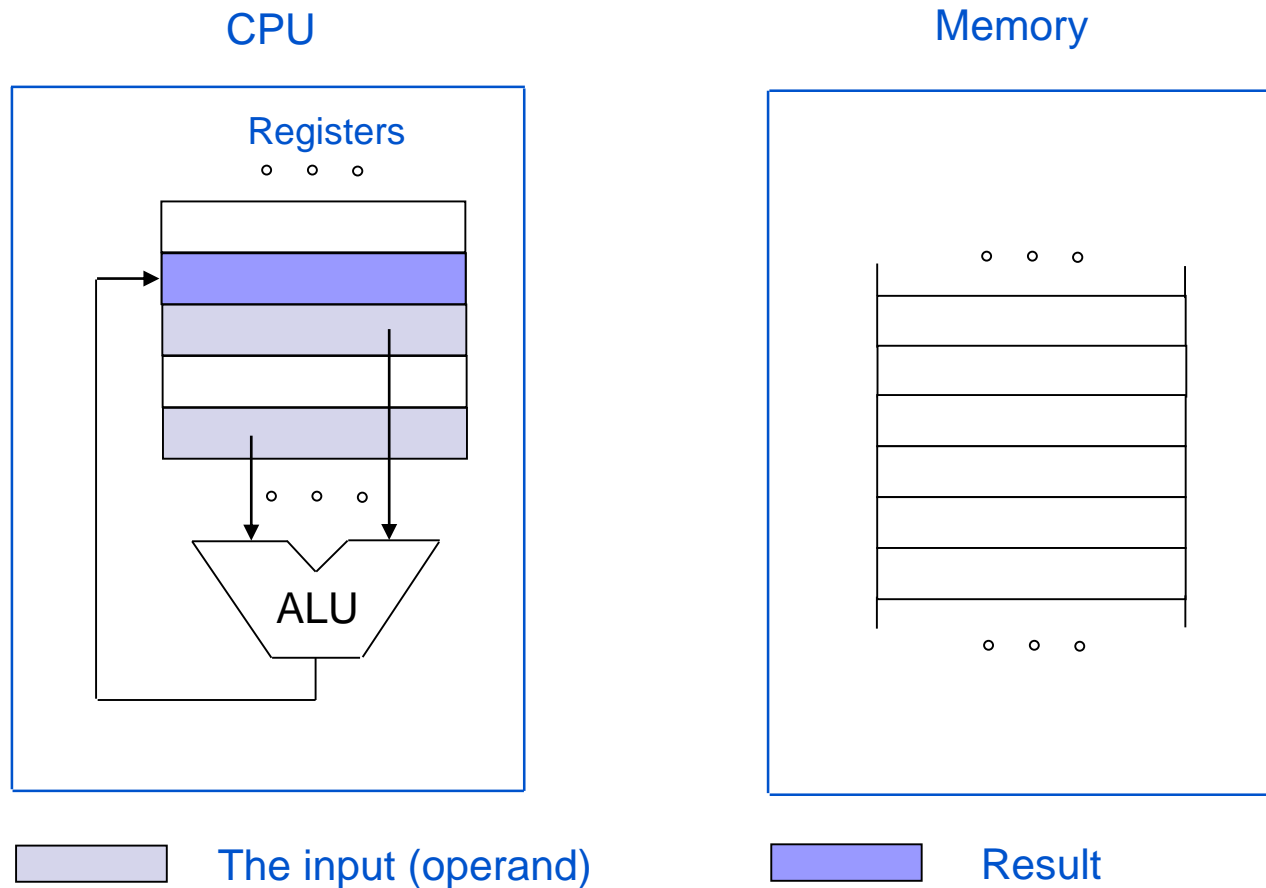 CPU
Memory
Registers
ALU
The input (operand)
Result